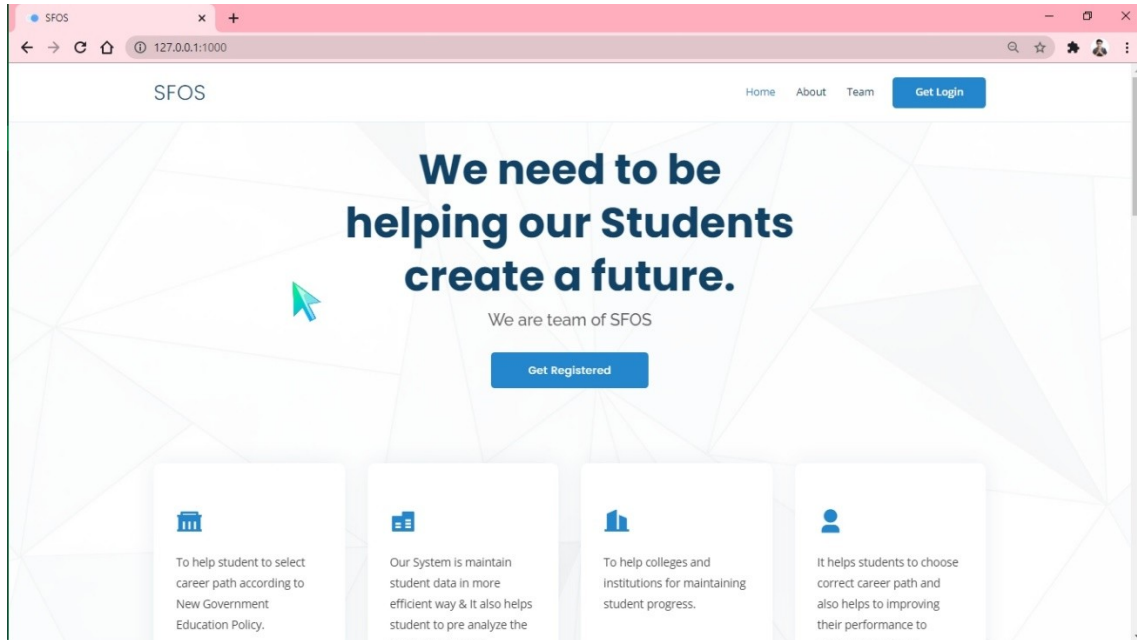 SFOS
127.0.0.1:1000
SFOS
Home About Team Get Login
We need to be
helping our Students
create a future.
We are team of SFOS
Get Registered
To help student to select
career path according to
New Government
Education Policy.
Our System is maintain
student data in more
efficient way & It also helps
student to pre analyze the
To help colleges and
institutions for maintaining
student progress.
It helps students to choose
correct career path and
also helps to improving
their performance to